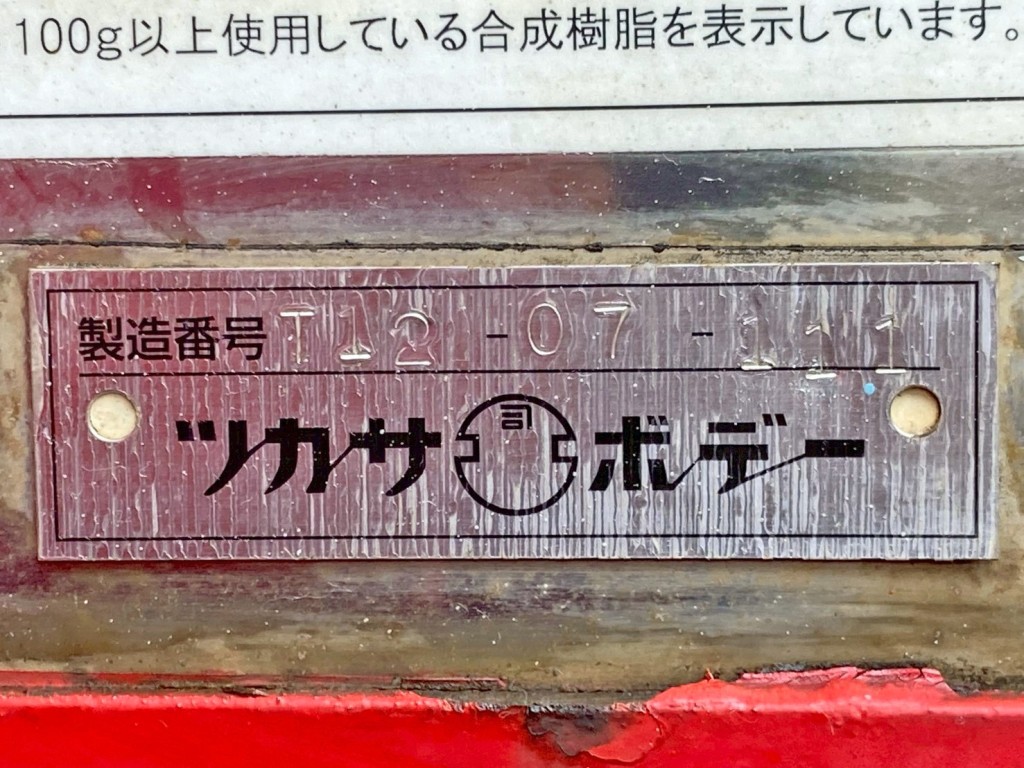 100g以上使用している合成樹脂を表示しています。
製造番号 T12-07-111
ツカサ 司 ボデー